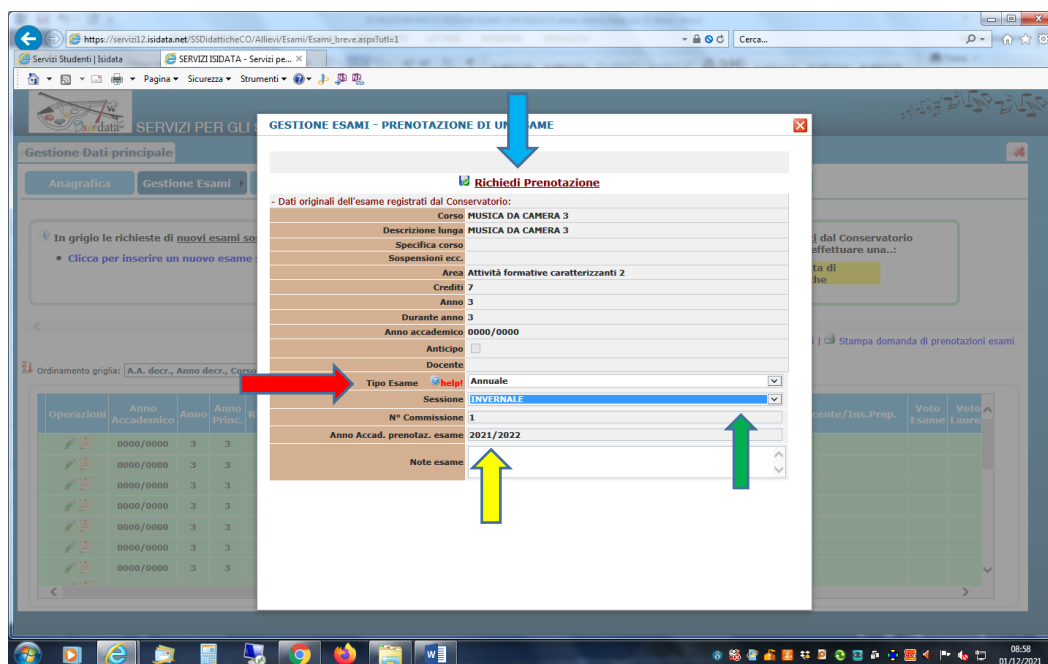 https://servizi12.isidata.net/SSDidatticheCO/Allievi/Esami/Esami_breve.aspx?utl=1
Cerca...
Servizi Studenti | Isidata
SERVIZI ISIDATA - Servizi pe...
Pagina
Sicurezza
Strumenti
SERVIZI PER GLI
Gestione Dati principale
Anagrafica
Gestione Esami
In grigio le richieste di nuovi esami
Clicca per inserire un nuovo esame
dal Conservatorio
effettuare una..:
Stampa domanda di prenotazioni esami
Ordinamento griglia: A.A. decr., Anno decr., Corso
GESTIONE ESAMI - PRENOTAZIONE DI UN ESAME
Richiedi Prenotazione
- Dati originali dell'esame registrati dal Conservatorio:
Corso MUSICA DA CAMERA 3
Descrizione lunga MUSICA DA CAMERA 3
Specifica corso
Sospensioni ecc.
Area Attività formative caratterizzanti 2
Crediti 7
Anno 3
Durante anno 3
Anno accademico 0000/0000
Anticipo
Docente
Tipo Esame help! Annuale
Sessione INVERNALE
N° Commissione 1
Anno Accad. prenotaz. esame 2021/2022
Note esame
Operazioni Anno Accademico Anno Anno Princ. Voto Esame Voto
0000/0000 3 3
0000/0000 3 3
0000/0000 3 3
0000/0000 3 3
0000/0000 3 3
0000/0000 3 3
0000/0000 3 3
08:58
01/12/2021